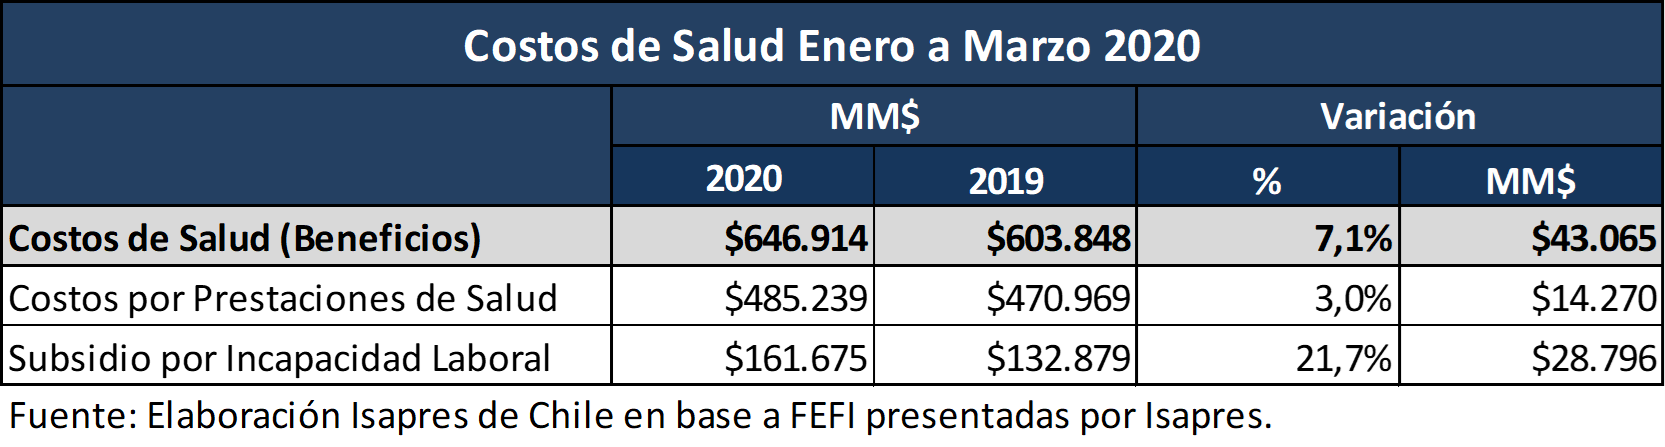 Costos de Salud Enero a Marzo 2020
MM$ Variación
2020 2019 % MM$
Costos de Salud (Beneficios) $646.914 $603.848 7,1% $43.065
Costos por Prestaciones de Salud $485.239 $470.969 3,0% $14.270
Subsidio por Incapacidad Laboral $161.675 $132.879 21,7% $28.796
Fuente: Elaboración Isapres de Chile en base a FEFI presentadas por Isapres.